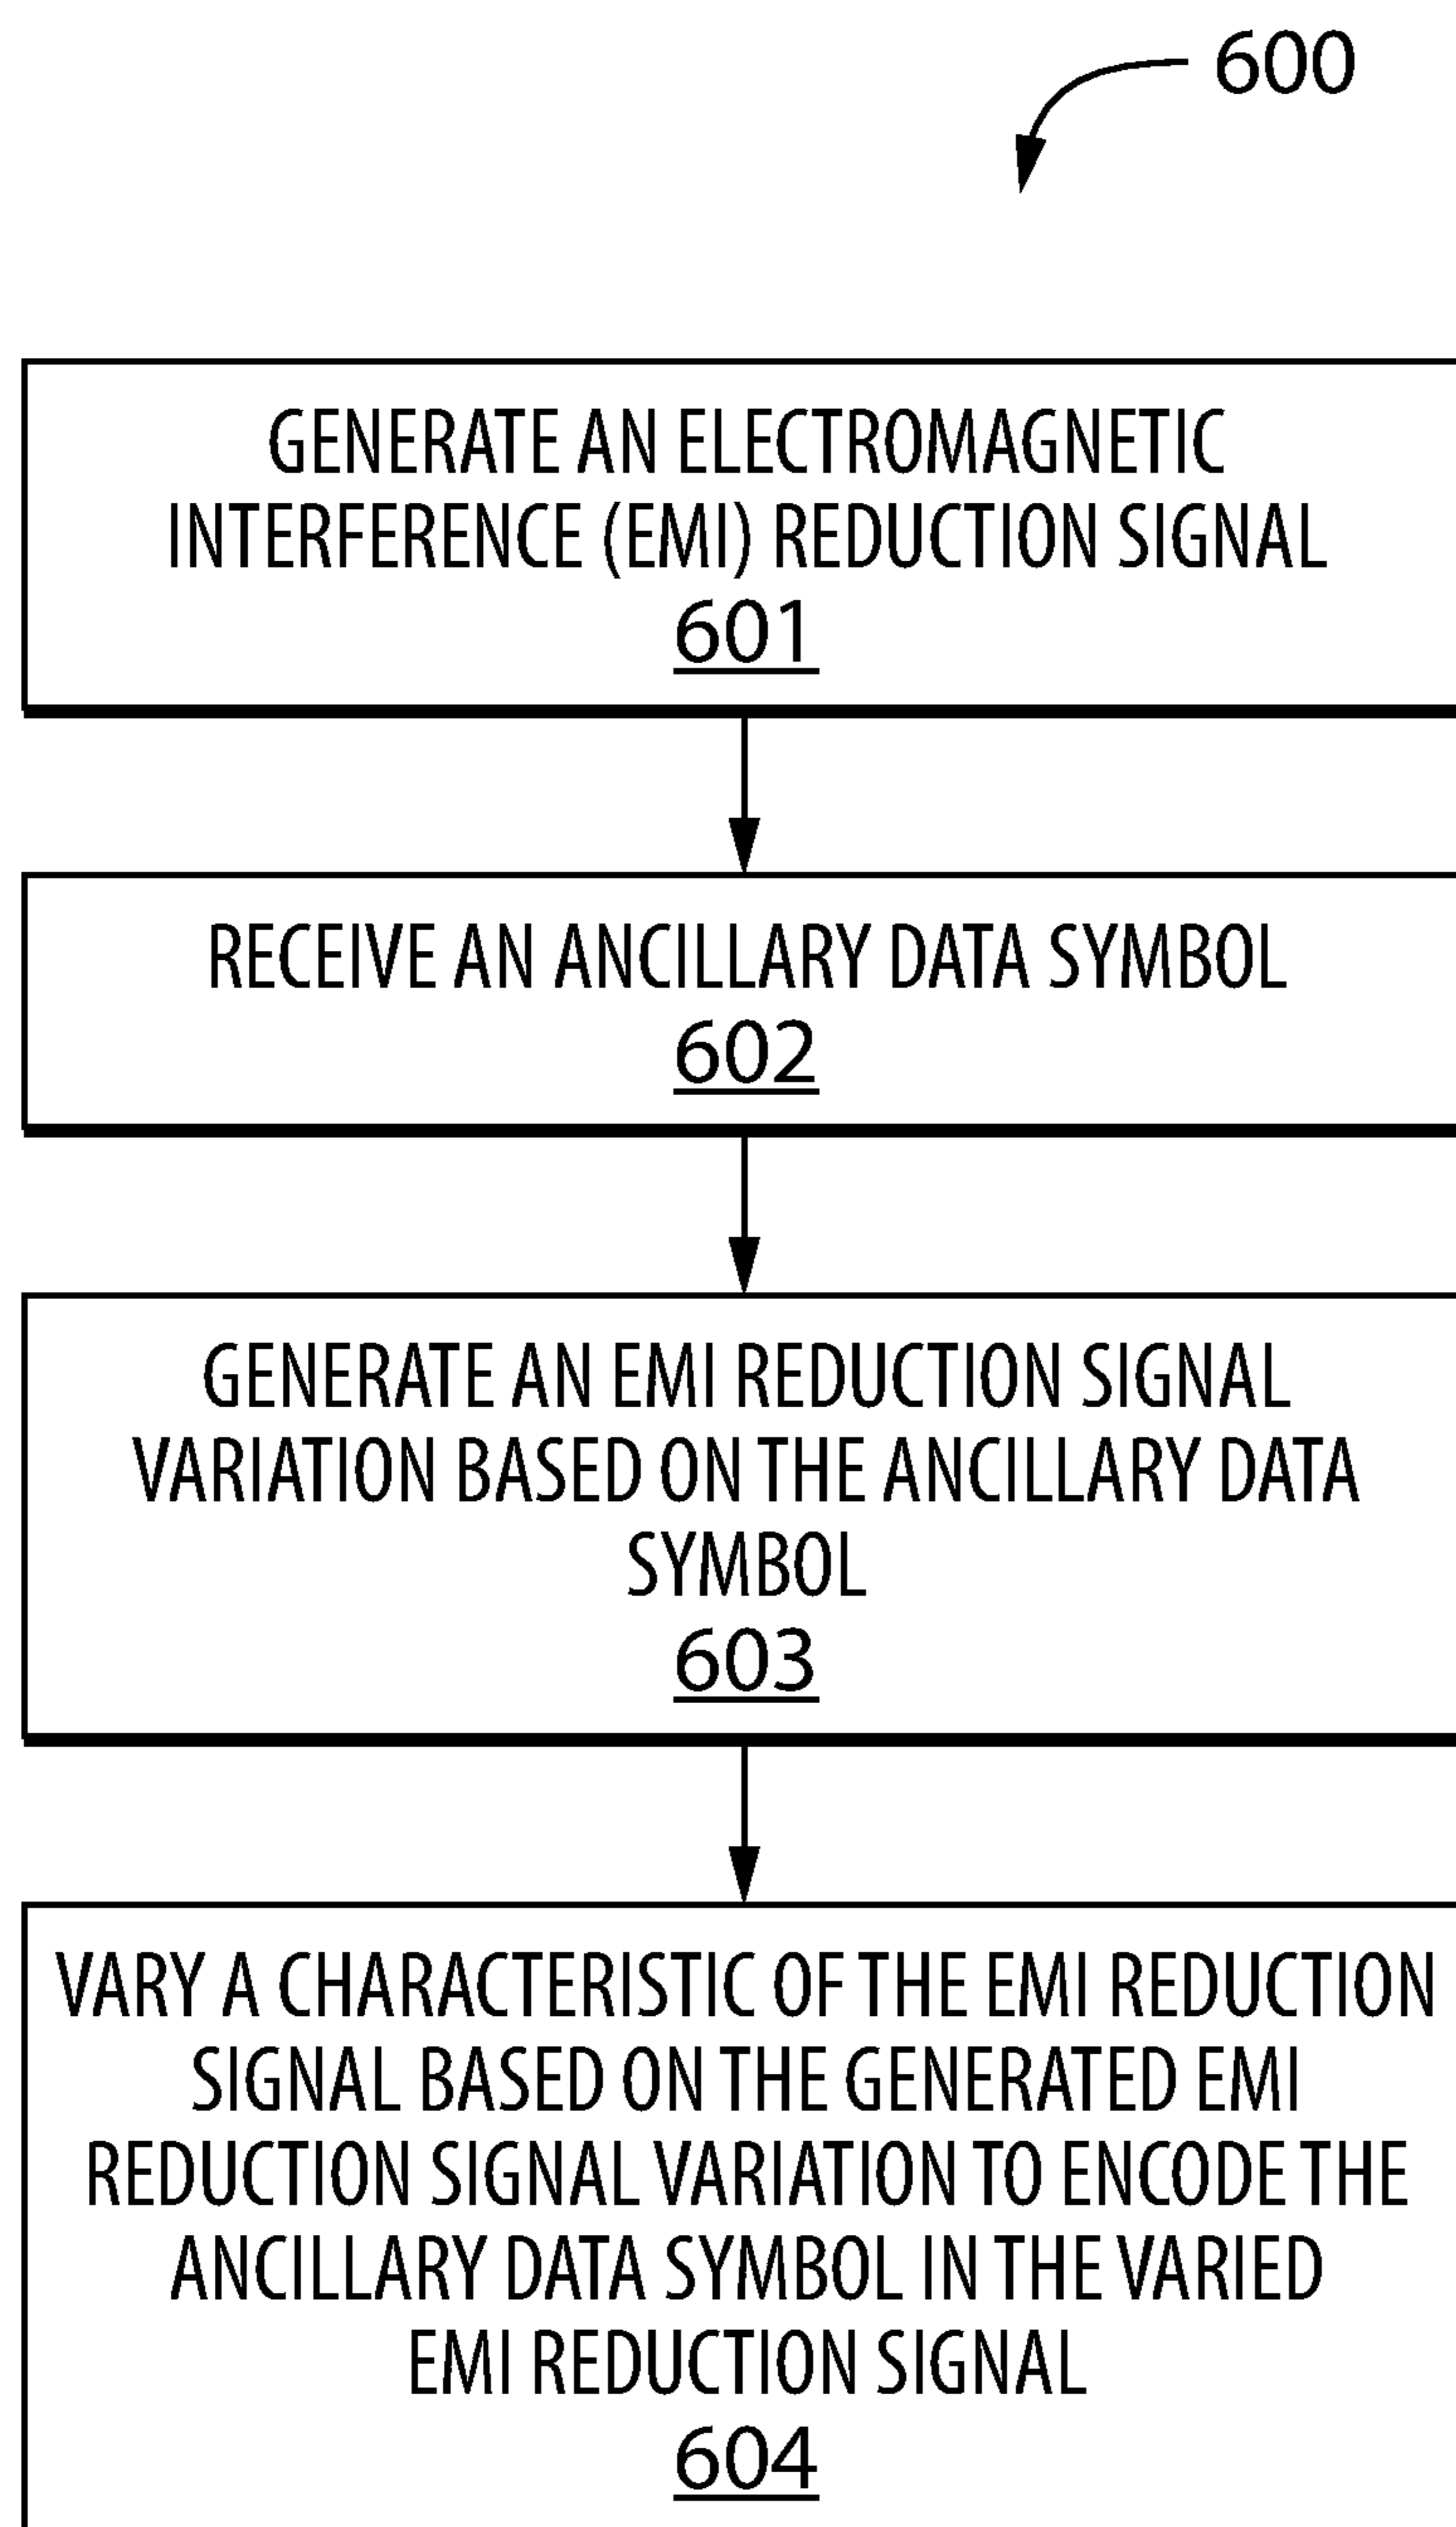 600
GENERATE AN ELECTROMAGNETIC
INTERFERENCE (EMI) REDUCTION SIGNAL
601
RECEIVE AN ANCILLARY DATA SYMBOL
602
GENERATE AN EMI REDUCTION SIGNAL
VARIATION BASED ON THE ANCILLARY DATA
SYMBOL
603
VARY A CHARACTERISTIC OF THE EMI REDUCTION
SIGNAL BASED ON THE GENERATED EMI
REDUCTION SIGNAL VARIATION TO ENCODE THE
ANCILLARY DATA SYMBOL IN THE VARIED
EMI REDUCTION SIGNAL
604